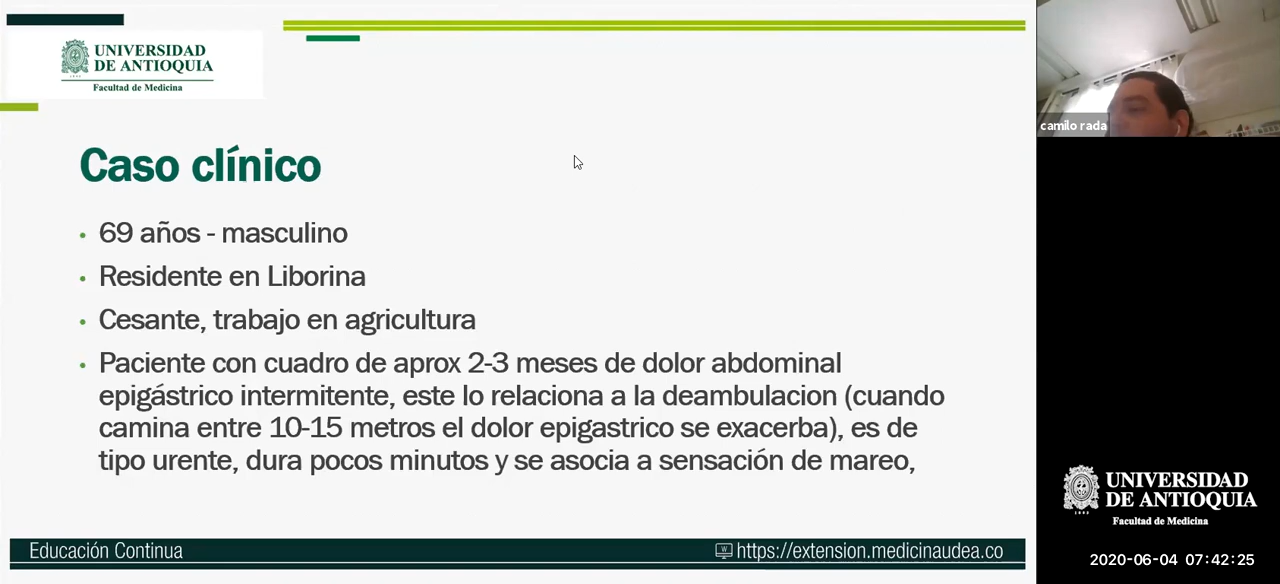 UNIVERSIDAD
DE ANTIOQUIA
1803
Facultad de Medicina
Caso clínico
• 69 años - masculino
• Residente en Liborina
• Cesante, trabajo en agricultura
• Paciente con cuadro de aprox 2-3 meses de dolor abdominal
epigástrico intermitente, este lo relaciona a la deambulacion (cuando
camina entre 10-15 metros el dolor epigastrico se exacerba), es de
tipo urente, dura pocos minutos y se asocia a sensación de mareo,
Educación Continua
https://extension.medicinaudea.co
camilo rada
UNIVERSIDAD
DE ANTIOQUIA
1803
Facultad de Medicina
2020-06-04 07:42:25